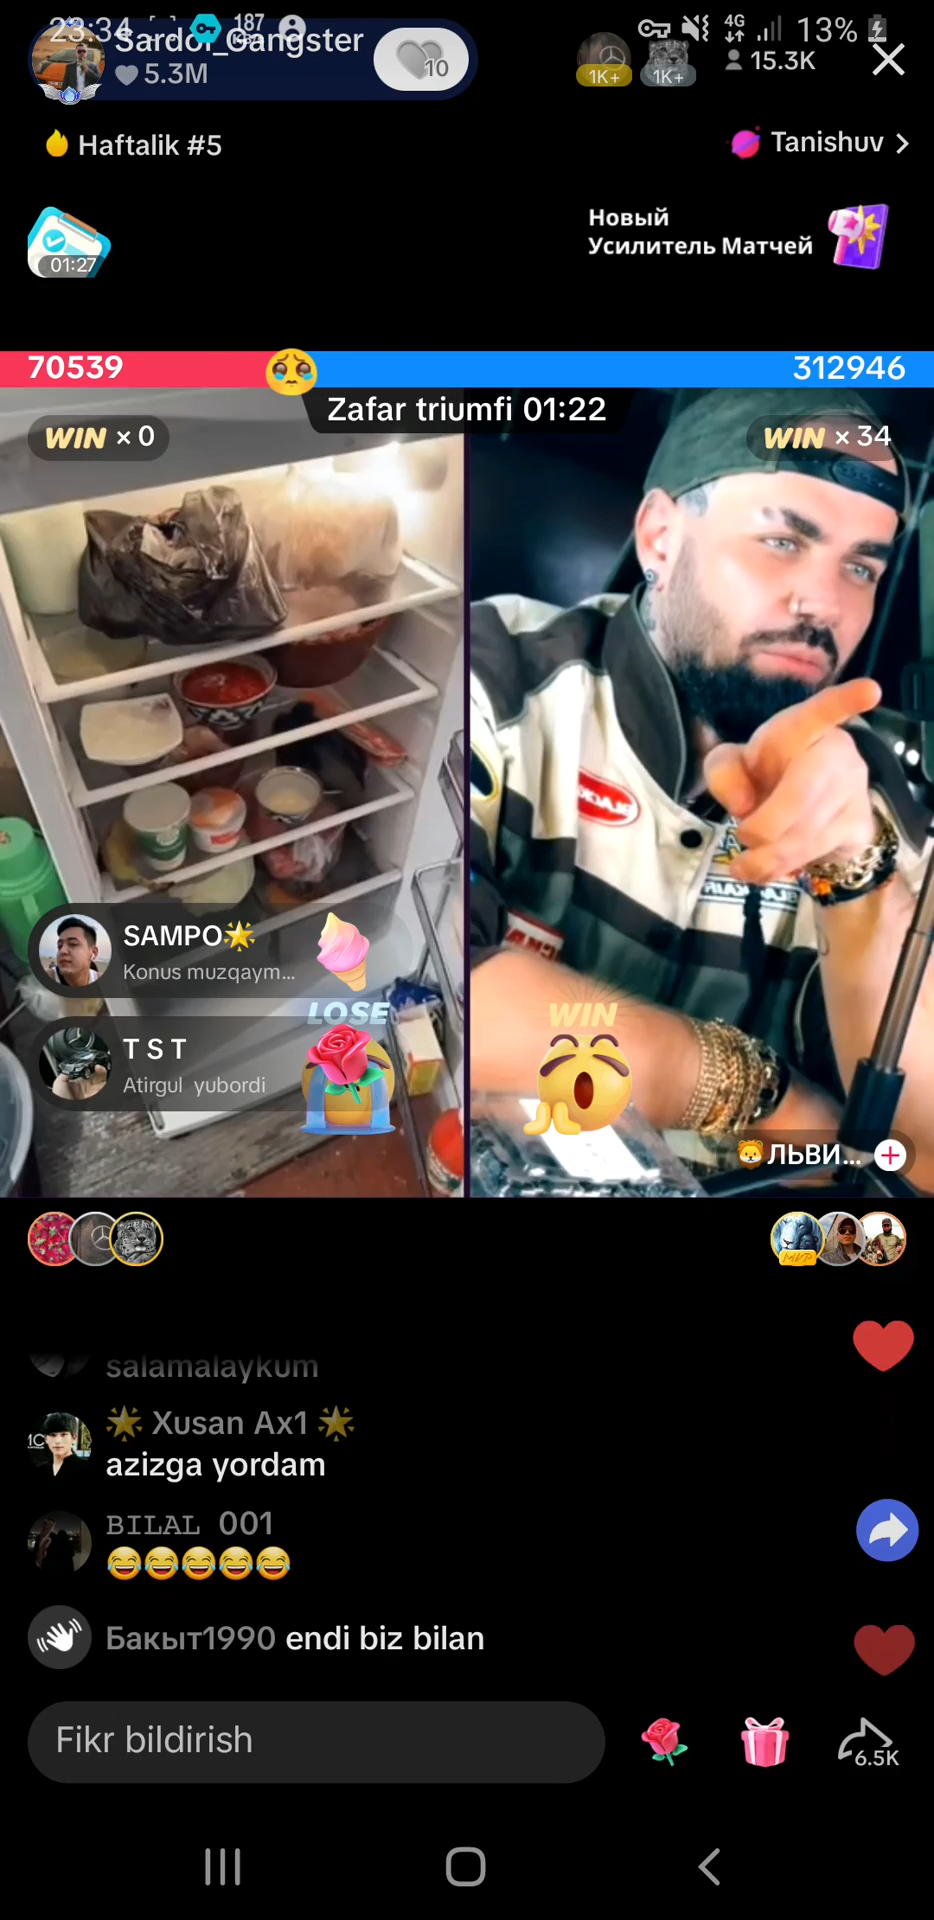 23:34
187
4G
13%
Sardor_Gangster
5.3M
10
1K+
1K+
15.3K
Haftalik #5
Tanishuv
01:27
Новый
Усилитель Матчей
70539
312946
Zafar triumfi 01:22
WIN × 0
WIN × 34
SAMPO
Konus muzqaym...
LOSE
WIN
T S T
Atirgul yubordi
ЛЬВИ...
salamalaykum
Xusan Ax1
azizga yordam
BILAL 001
Бакыт1990 endi biz bilan
Fikr bildirish
6.5K